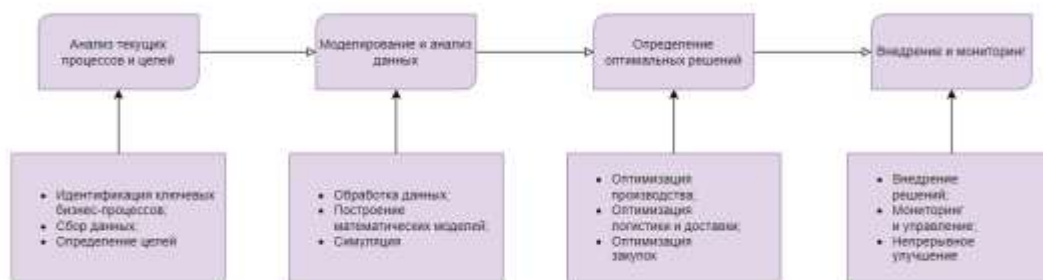 Анализ текущих
процессов и целей
Моделирование и анализ
данных
Определение
оптимальных решений
Внедрение и мониторинг
• Идентификация ключевых
бизнес-процессов;
• Сбор данных;
• Определение целей
• Обработка данных;
• Построение
математических моделей;
• Симуляция
• Оптимизация
производства;
• Оптимизация
логистики и доставки;
• Оптимизация
закупок
• Внедрение
решений;
• Мониторинг
и управление;
• Непрерывное
улучшение